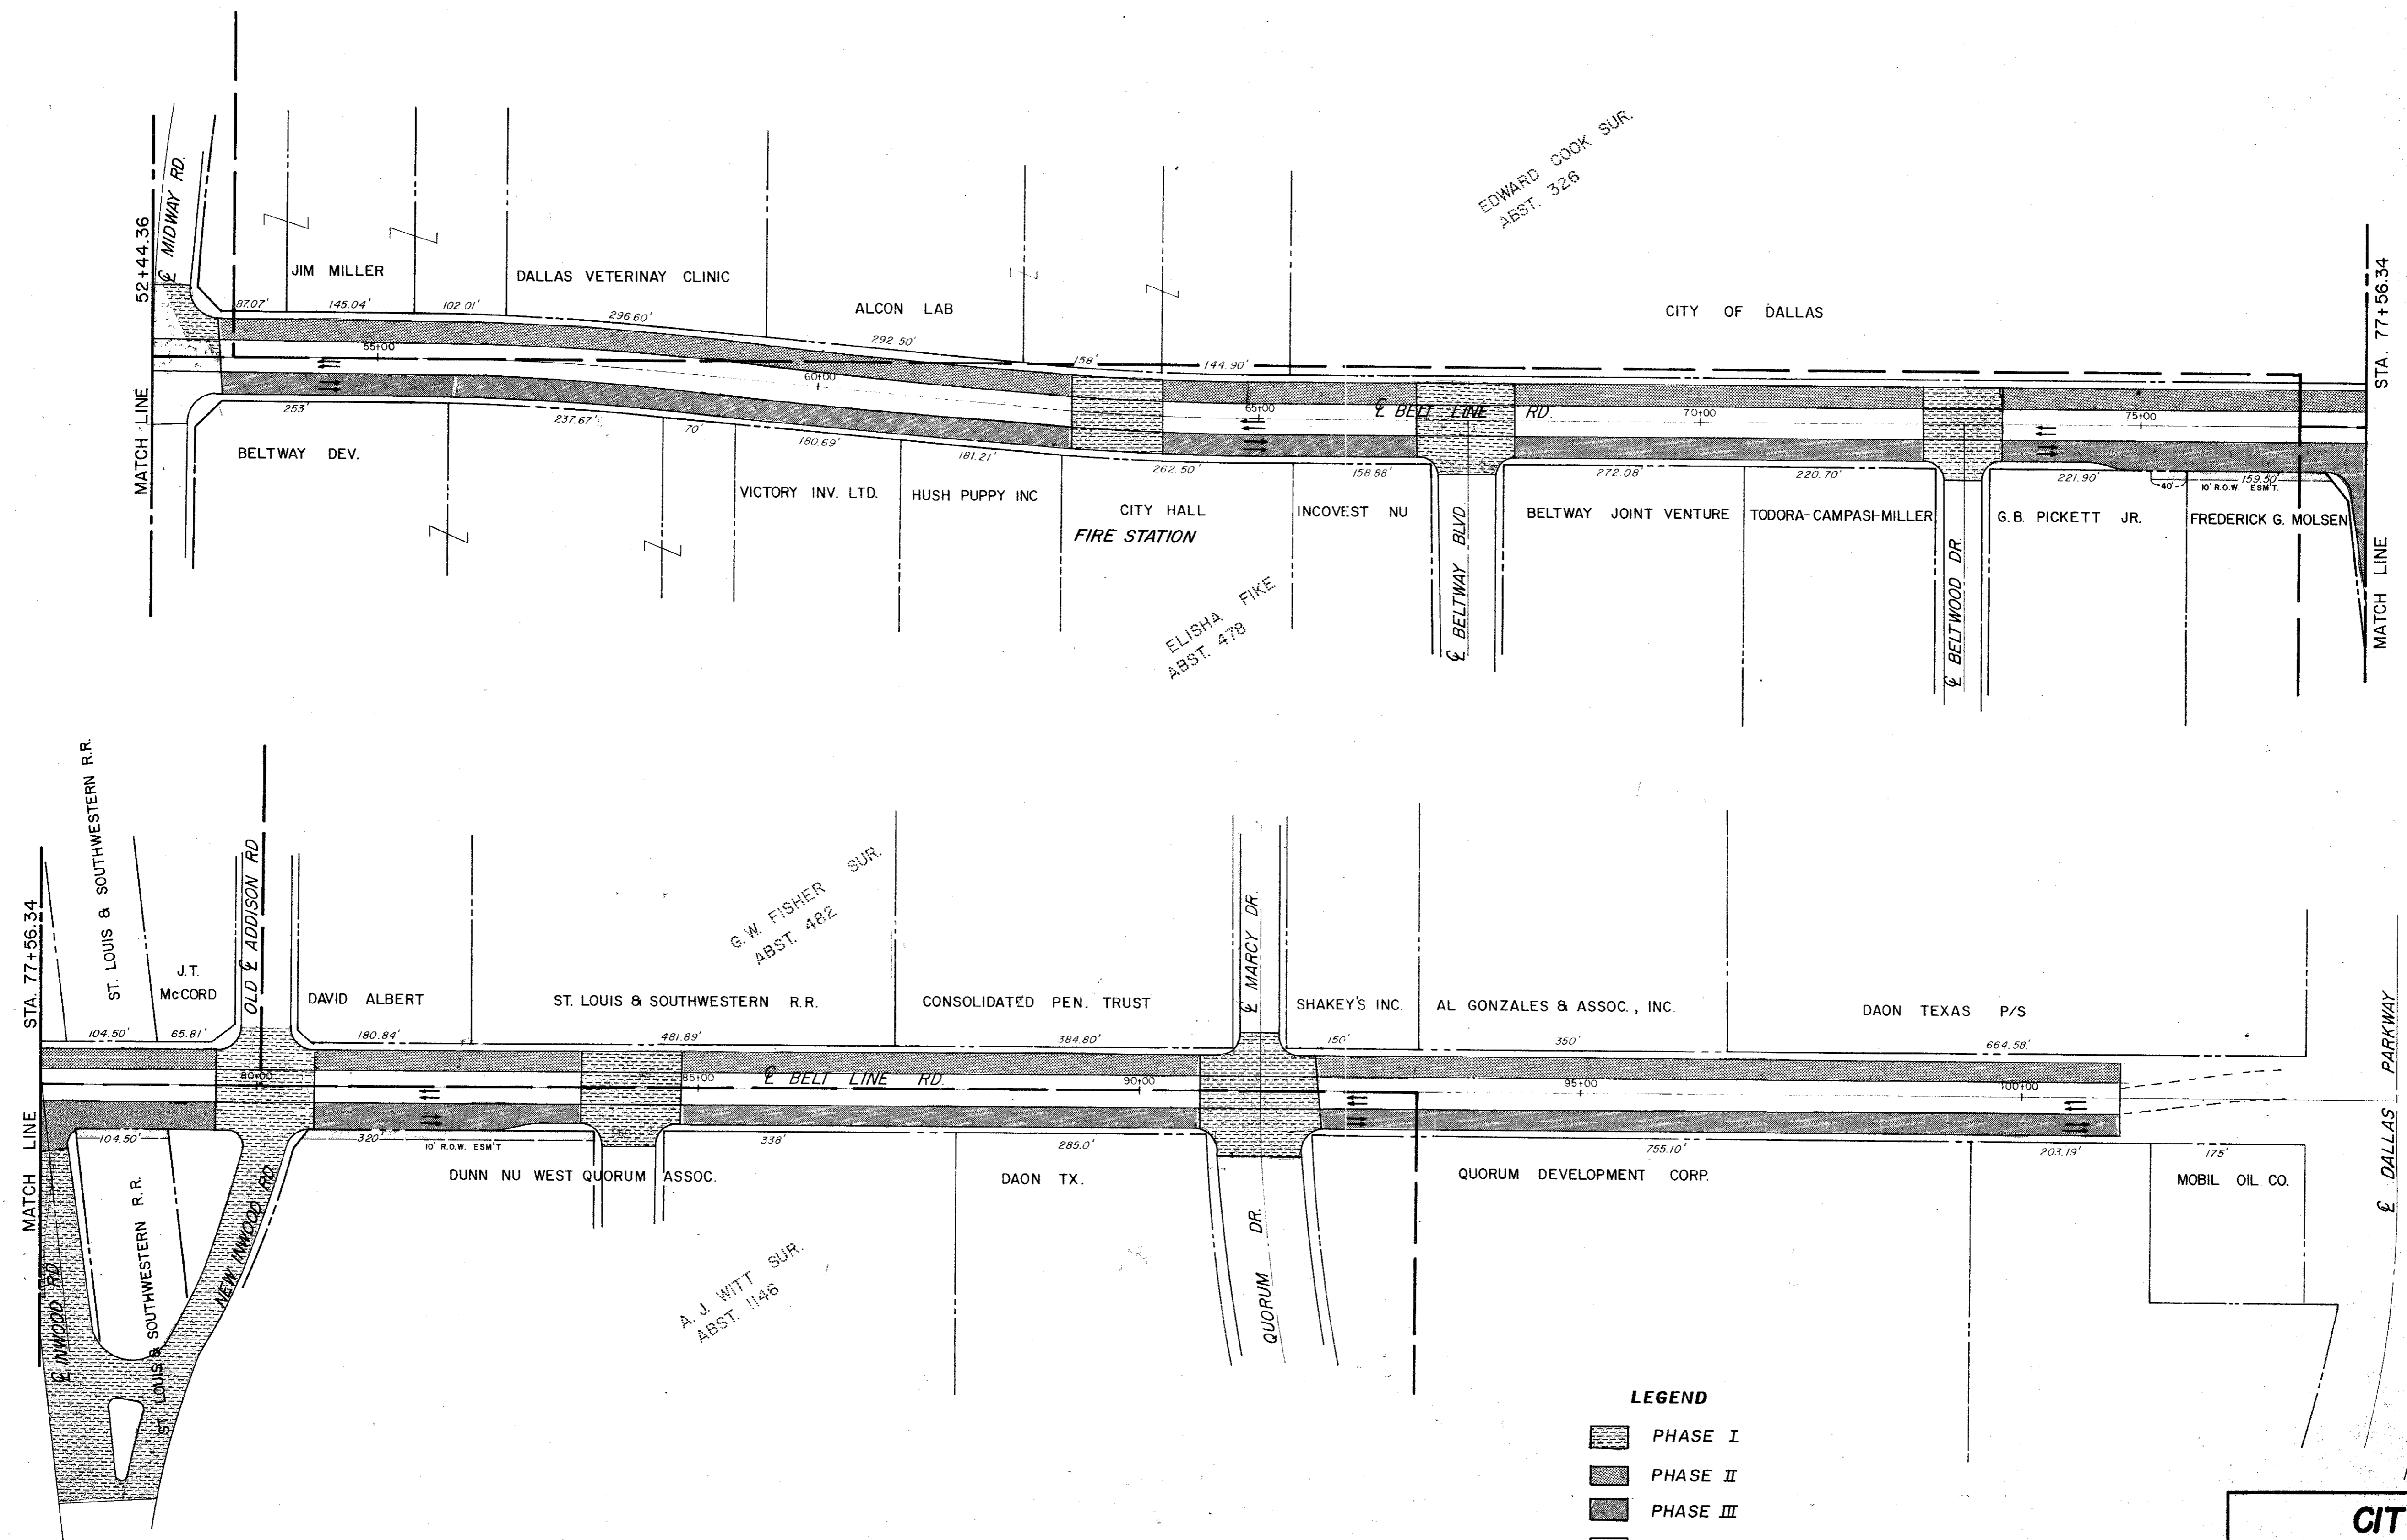 EDWARD COOK SUR.
ABST. 326
℄ MIDWAY RD.
52+44.36
MATCH LINE
JIM MILLER
DALLAS VETERINAY CLINIC
ALCON LAB
CITY OF DALLAS
STA. 77+56.34
MATCH LINE
87.07'
145.04'
102.01'
296.60'
292.50'
158'
144.90'
55+00
60+00
65+00
℄ BELT LINE RD.
70+00
75+00
253'
237.67'
70'
180.69'
181.21'
262.50'
158.88'
272.08'
220.70'
221.90'
40'
159.50'
10' R.O.W. ESM'T.
BELTWAY DEV.
VICTORY INV. LTD.
HUSH PUPPY INC
CITY HALL
FIRE STATION
INCOVEST NU
℄ BELTWAY BLVD.
BELTWAY JOINT VENTURE
TODORA-CAMPASI-MILLER
℄ BELTWOOD DR.
G.B. PICKETT JR.
FREDERICK G. MOLSEN
ELISHA FIKE
ABST. 478
STA. 77+56.34
MATCH LINE
ST. LOUIS & SOUTHWESTERN R.R.
J.T.
McCORD
OLD ℄ ADDISON RD
DAVID ALBERT
G.W. FISHER SUR.
ABST. 482
ST. LOUIS & SOUTHWESTERN R.R.
CONSOLIDATED PEN. TRUST
℄ MARCY DR.
SHAKEY'S INC.
AL GONZALES & ASSOC., INC.
DAON TEXAS P/S
℄ DALLAS PARKWAY
104.50'
65.81'
180.84'
481.89'
384.80'
150'
350'
664.58'
80+00
85+00
℄ BELT LINE RD.
90+00
95+00
100+00
104.50'
320'
10' R.O.W. ESM'T
338'
285.0'
755.10'
203.19'
175'
DUNN NU WEST QUORUM ASSOC.
DAON TX.
QUORUM DR.
QUORUM DEVELOPMENT CORP.
MOBIL OIL CO.
℄ INWOOD RD.
ST LOUIS & SOUTHWESTERN R.R.
NEW INWOOD RD
A. J. WITT SUR.
ABST. 1146
LEGEND
PHASE I
PHASE II
PHASE III
CIT